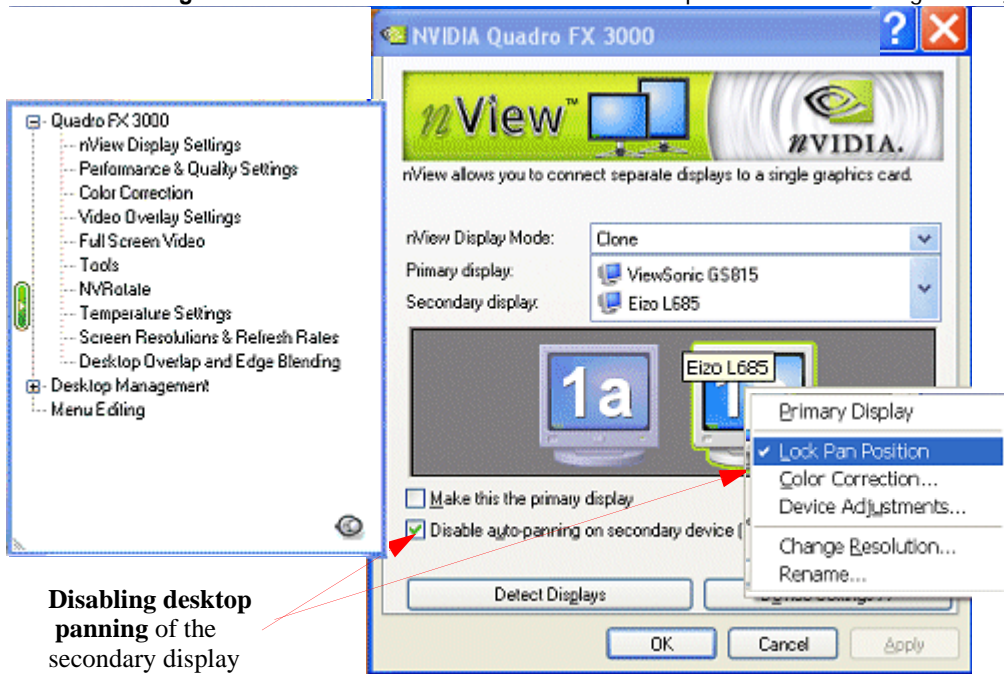 NVIDIA Quadro FX 3000
?
nView™
NVIDIA.
nView allows you to connect separate displays to a single graphics card.
nView Display Mode:
Clone
Primary display:
ViewSonic GS815
Secondary display:
Eizo L685
1a
Eizo L685
Make this the primary display
Disable auto-panning on secondary device (
Detect Displays
OK
Cancel
Apply
Primary Display
Lock Pan Position
Color Correction...
Device Adjustments...
Change Resolution...
Rename...
Quadro FX 3000
nView Display Settings
Performance & Quality Settings
Color Correction
Video Overlay Settings
Full Screen Video
Tools
NVRotate
Temperature Settings
Screen Resolutions & Refresh Rates
Desktop Overlap and Edge Blending
Desktop Management
Menu Editing
Disabling desktop
panning of the
secondary display